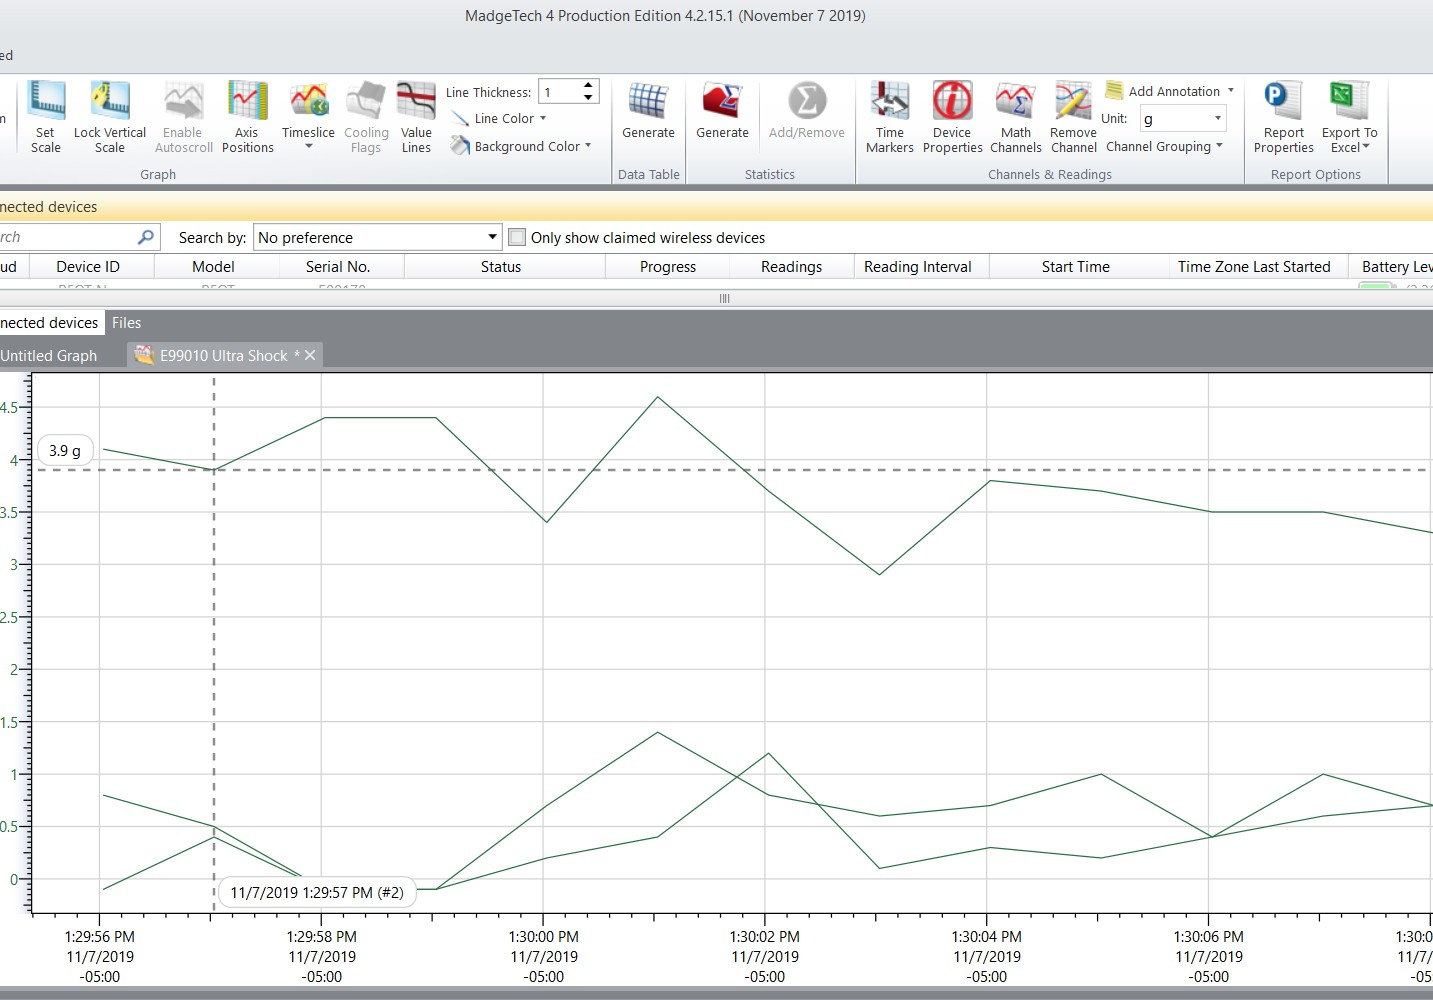 MadgeTech 4 Production Edition 4.2.15.1 (November 7 2019)
ed
Set Scale
Lock Vertical Scale
Enable Autoscroll
Axis Positions
Timeslice
Cooling Flags
Value Lines
Line Thickness: 1
Line Color
Background Color
Graph
Generate
Data Table
Generate
Add/Remove
Statistics
Time Markers
Device Properties
Math Channels
Remove Channel
Add Annotation
Unit: g
Channel Grouping
Channels & Readings
Report Properties
Export To Excel
Report Options
nected devices
rch
Search by: No preference
Only show claimed wireless devices
ud Device ID Model Serial No. Status Progress Readings Reading Interval Start Time Time Zone Last Started Battery Lev
nected devices Files
Untitled Graph E99010 Ultra Shock *
4.5
3.9 g
4
3.5
3
2.5
2
1.5
1
0.5
0
11/7/2019 1:29:57 PM (#2)
1:29:56 PM 1:29:58 PM 1:30:00 PM 1:30:02 PM 1:30:04 PM 1:30:06 PM 1:30:0
11/7/2019 11/7/2019 11/7/2019 11/7/2019 11/7/2019 11/7/2019 11/7/
-05:00 -05:00 -05:00 -05:00 -05:00 -05:00 -05: